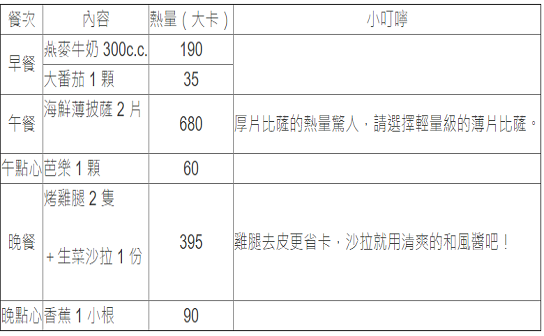 餐次 內容 熱量（大卡） 小叮嚀
早餐 燕麥牛奶 300c.c. 190
大番茄 1 顆 35
午餐 海鮮薄披薩 2 片 680 厚片比薩的熱量驚人，請選擇輕量級的薄片比薩。
午點心 芭樂 1 顆 60
烤雞腿 2 隻
晚餐 395 雞腿去皮更省卡，沙拉就用清爽的和風醬吧！
+生菜沙拉 1 份
晚點心 香蕉 1 小根 90